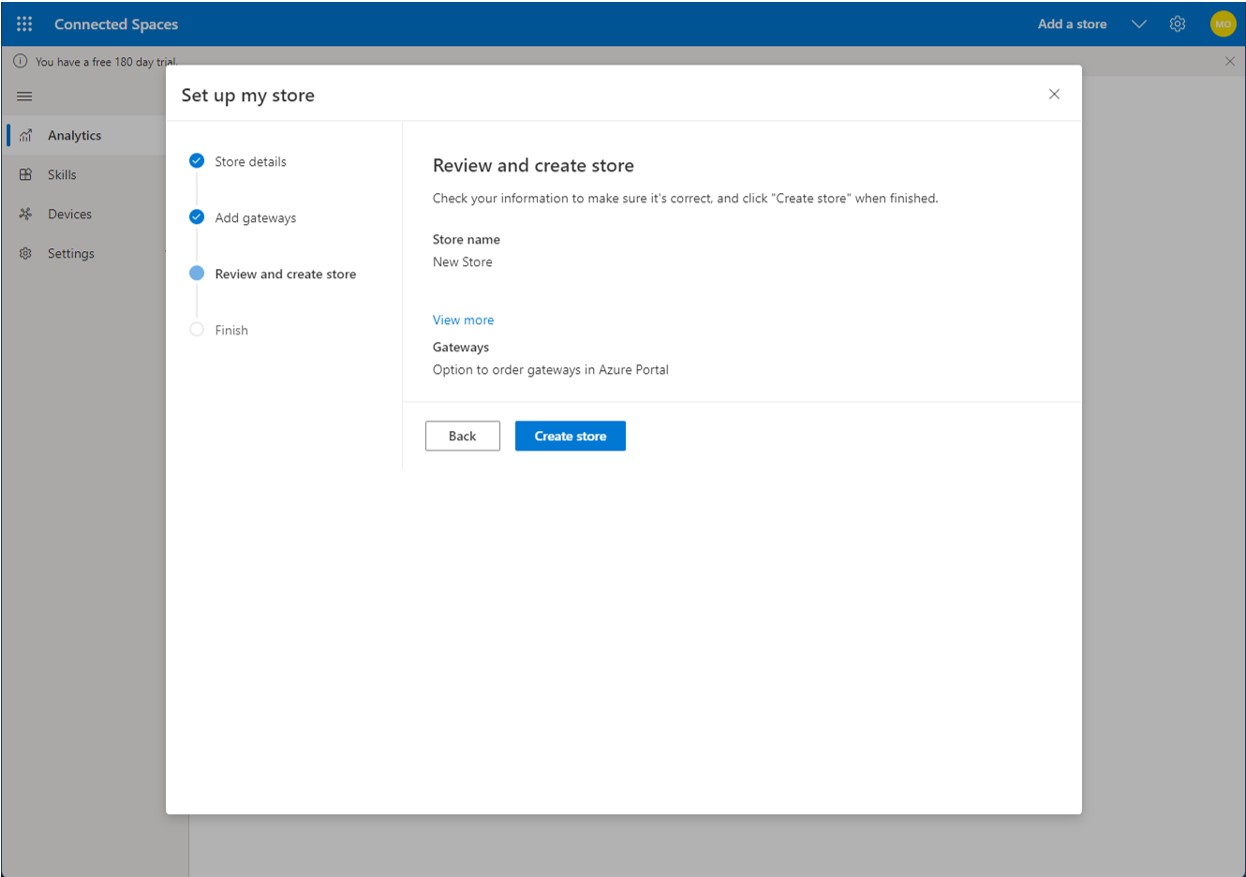 Connected Spaces
Add a store
MO
You have a free 180 day trial.
Set up my store
Analytics
Skills
Devices
Settings
Store details
Add gateways
Review and create store
Finish
Review and create store
Check your information to make sure it's correct, and click "Create store" when finished.
Store name
New Store
View more
Gateways
Option to order gateways in Azure Portal
Back
Create store